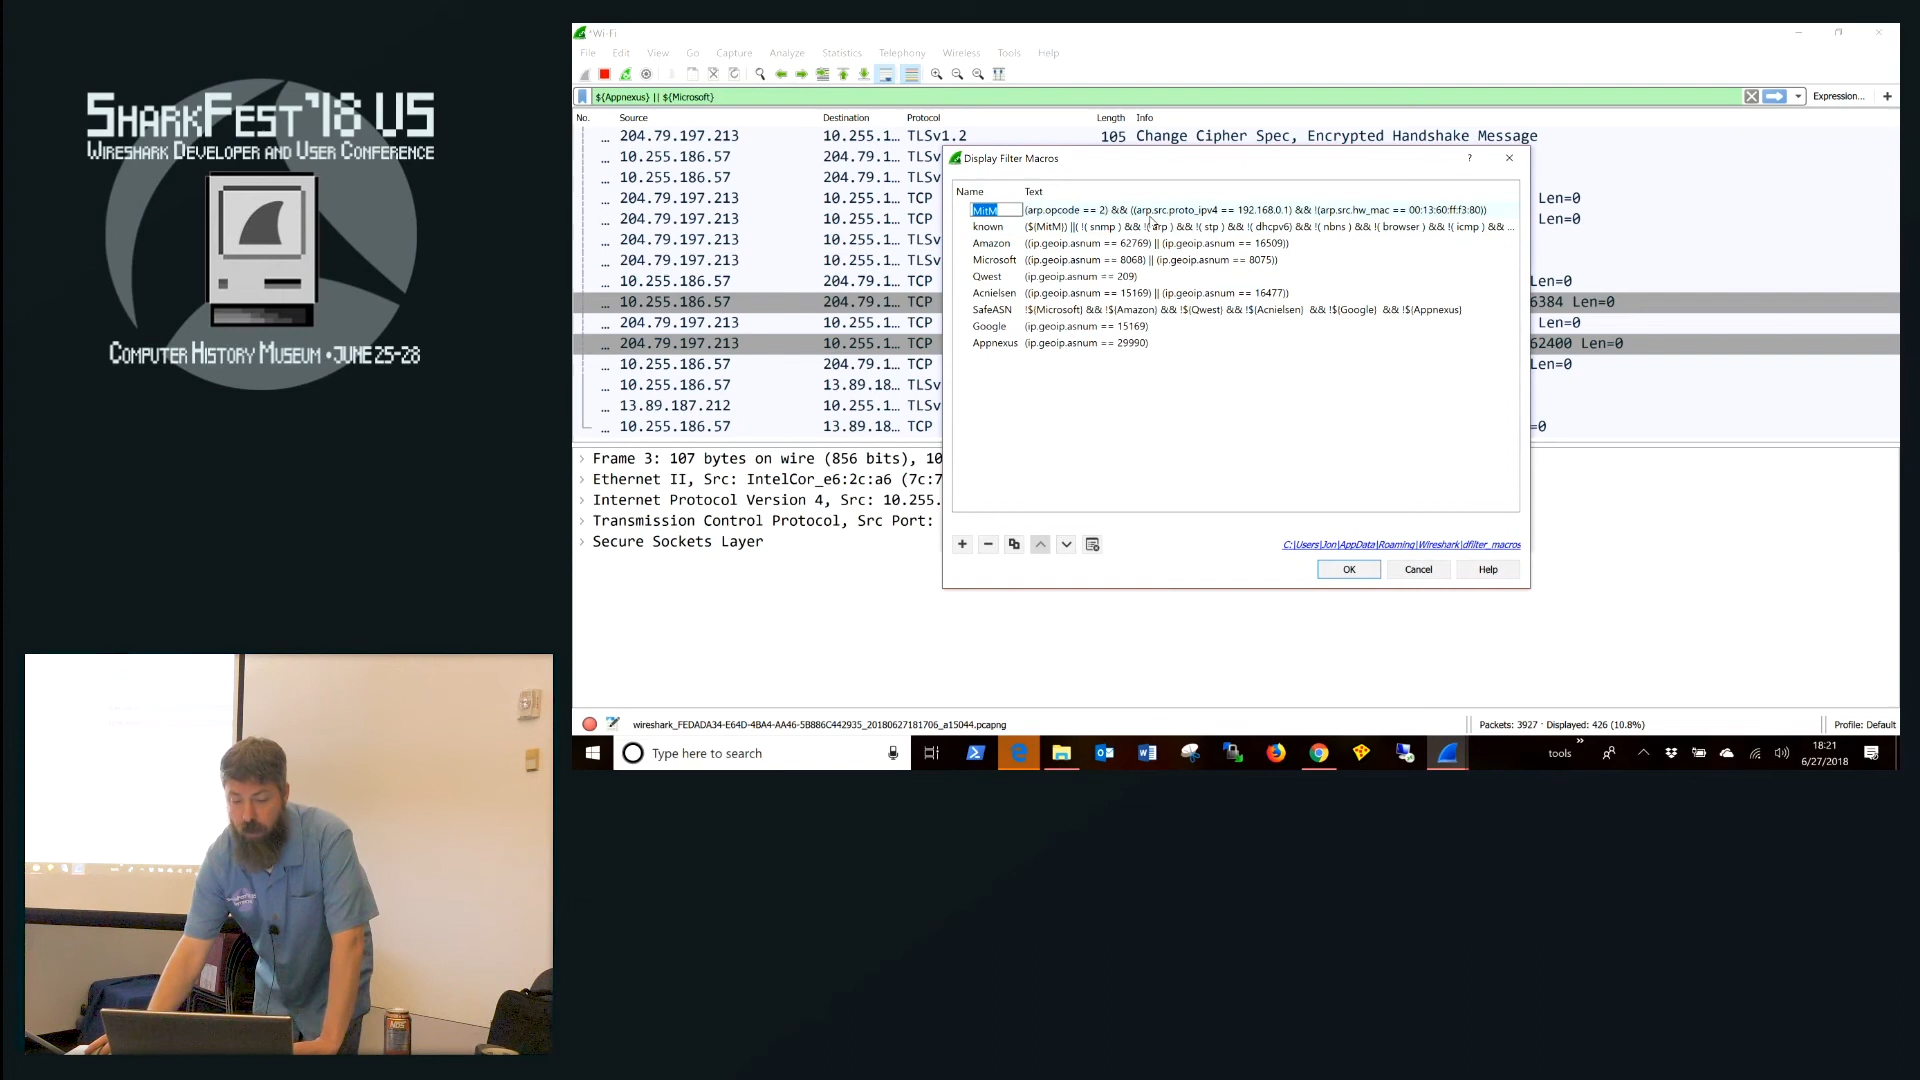 SHARKFEST '18 US
WIRESHARK DEVELOPER AND USER CONFERENCE
COMPUTER HISTORY MUSEUM • JUNE 25-28
*Wi-Fi
File Edit View Go Capture Analyze Statistics Telephony Wireless Tools Help
${Appnexus} || ${Microsoft}
Expression... +
No. Source Destination Protocol Length Info
... 204.79.197.213 10.255.1... TLSv1.2 105 Change Cipher Spec, Encrypted Handshake Message
... 10.255.186.57 204.79.1... TLSv
... 10.255.186.57 204.79.1... TLSv
... 204.79.197.213 10.255.1... TCP Len=0
... 204.79.197.213 10.255.1... TCP Len=0
... 204.79.197.213 10.255.1... TLSv
... 204.79.197.213 10.255.1... TLSv
... 10.255.186.57 204.79.1... TCP Len=0
... 10.255.186.57 204.79.1... TCP 6384 Len=0
... 204.79.197.213 10.255.1... TCP Len=0
... 204.79.197.213 10.255.1... TCP 62400 Len=0
... 10.255.186.57 204.79.1... TCP Len=0
... 10.255.186.57 13.89.18... TLSv
... 13.89.187.212 10.255.1... TLSv
... 10.255.186.57 13.89.18... TCP =0
Display Filter Macros ?
Name Text
MitM (arp.opcode == 2) && ((arp.src.proto_ipv4 == 192.168.0.1) && !(arp.src.hw_mac == 00:13:60:ff:f3:80))
known (${MitM}) ||( !( snmp ) && !( arp ) && !( stp ) && !( dhcpv6) && !( nbns ) && !( browser ) && !( icmp ) && ...
Amazon ((ip.geoip.asnum == 62769) || (ip.geoip.asnum == 16509))
Microsoft ((ip.geoip.asnum == 8068) || (ip.geoip.asnum == 8075))
Qwest (ip.geoip.asnum == 209)
Acnielsen ((ip.geoip.asnum == 15169) || (ip.geoip.asnum == 16477))
SafeASN !${Microsoft} && !${Amazon} && !${Qwest} && !${Acnielsen} && !${Google} && !${Appnexus}
Google (ip.geoip.asnum == 15169)
Appnexus (ip.geoip.asnum == 29990)
C:\Users\Jon\AppData\Roaming\Wireshark\dfilter_macros
OK Cancel Help
Frame 3: 107 bytes on wire (856 bits), 10
Ethernet II, Src: IntelCor_e6:2c:a6 (7c:7
Internet Protocol Version 4, Src: 10.255.
Transmission Control Protocol, Src Port:
Secure Sockets Layer
wireshark_FEDADA34-E64D-4BA4-AA46-5B886C442935_20180627181706_a15044.pcapng
Packets: 3927 · Displayed: 426 (10.8%)
Profile: Default
Type here to search
tools
18:21
6/27/2018
NOS